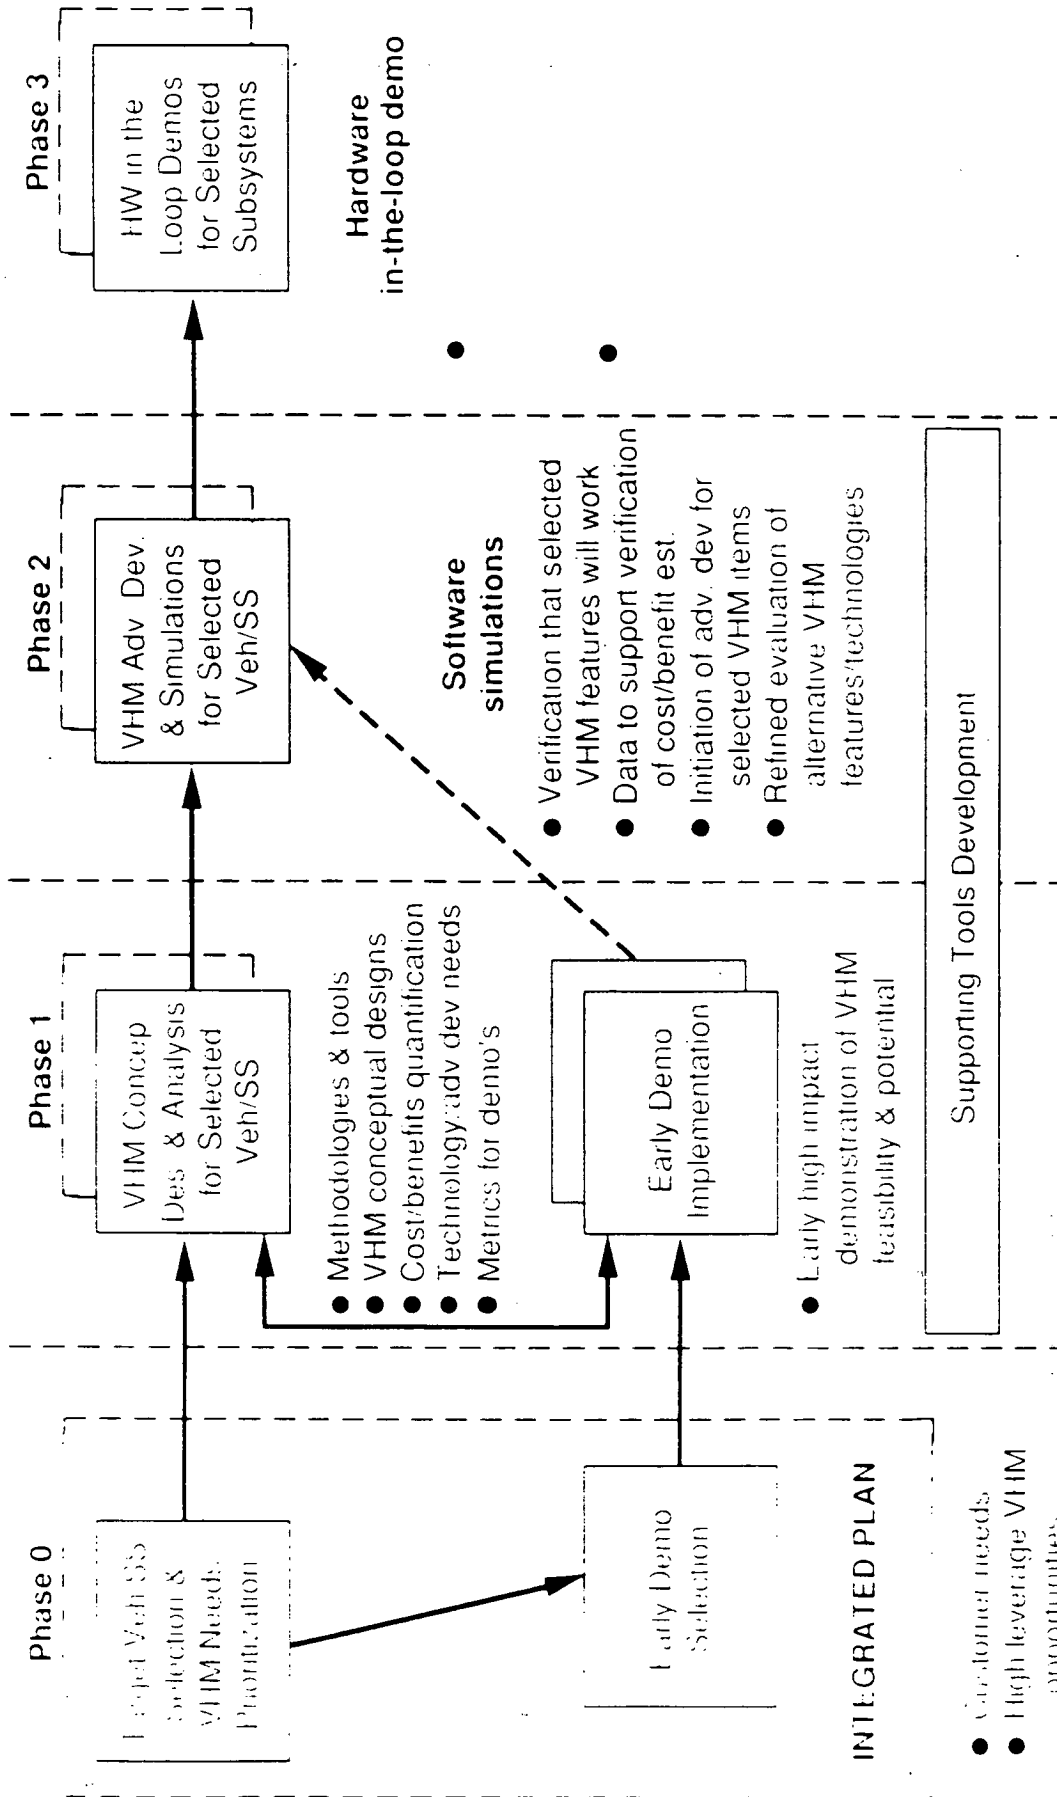 Phase 0
Selection &
VHM Needs
Prioritization
Early Demo
Selection
INTEGRATED PLAN
● Customer needs
● High leverage VHM
opportunities
Phase 1
VHM Concep
Des & Analysis
for Selected
Veh/SS
● Methodologies & tools
● VHM conceptual designs
● Cost/benefits quantification
● Technology/adv dev needs
● Metrics for demo's
Early Demo
Implementation
● Early high impact
demonstration of VHM
feasibility & potential
Phase 2
VHM Adv Dev.
& Simulations
for Selected
Veh/SS
Software
simulations
● Verification that selected
VHM features will work
● Data to support verification
of cost/benefit est.
● Initiation of adv. dev for
selected VHM items
● Refined evaluation of
alternative VHM
features/technologies
Supporting Tools Development
Phase 3
HW in the
Loop Demos
for Selected
Subsystems
Hardware
in-the-loop demo